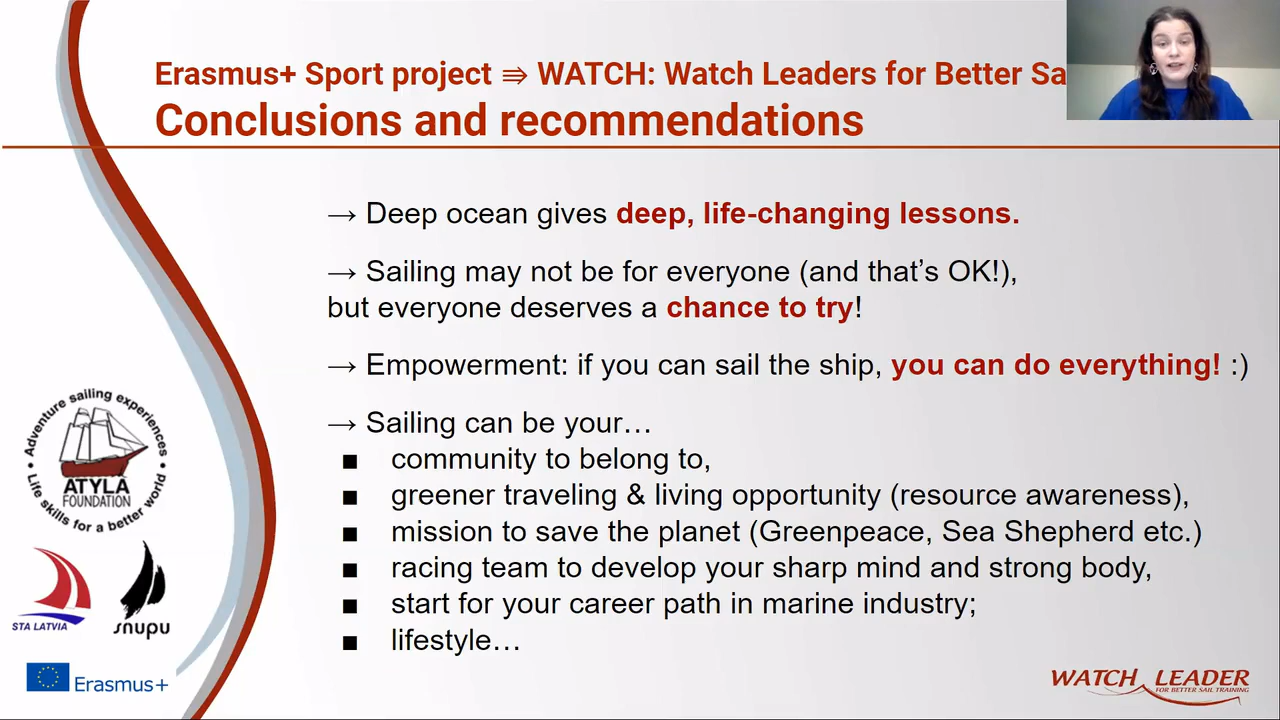 Erasmus+ Sport project ⇛ WATCH: Watch Leaders for Better Sa
Conclusions and recommendations
→ Deep ocean gives deep, life-changing lessons.
→ Sailing may not be for everyone (and that's OK!),
but everyone deserves a chance to try!
→ Empowerment: if you can sail the ship, you can do everything! :)
→ Sailing can be your…
■ community to belong to,
■ greener traveling & living opportunity (resource awareness),
■ mission to save the planet (Greenpeace, Sea Shepherd etc.)
■ racing team to develop your sharp mind and strong body,
■ start for your career path in marine industry;
■ lifestyle…
Adventure sailing experiences
ATYLA
FOUNDATION
Life skills for a better world
STA LATVIA
snupu
Erasmus+
WATCH LEADER
FOR BETTER SAIL TRAINING